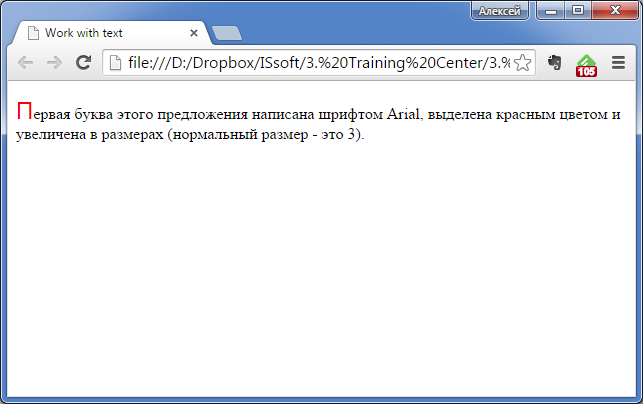 Алексей
Work with text
file:///D:/Dropbox/ISsoft/3.%20Training%20Center/3.%
105
Первая буква этого предложения написана шрифтом Arial, выделена красным цветом и
увеличена в размерах (нормальный размер - это 3).